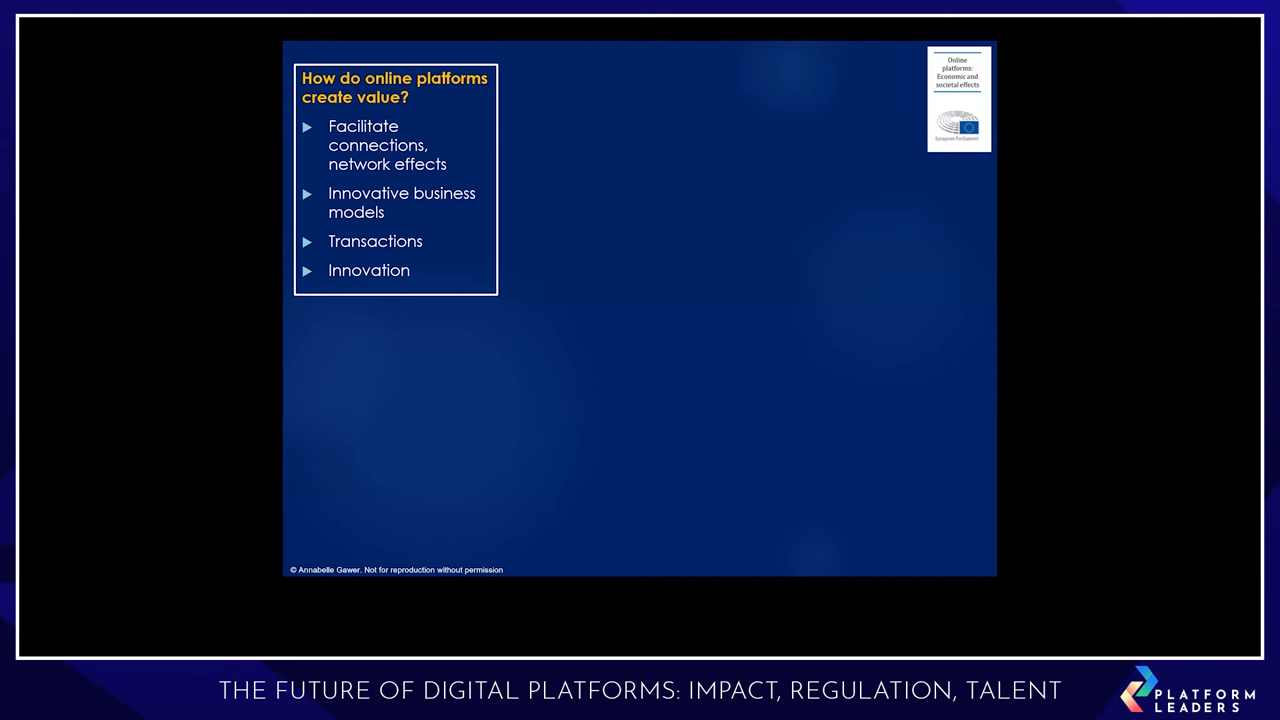 How do online platforms
create value?
Facilitate
connections,
network effects
Innovative business
models
Transactions
Innovation
Online
platforms:
Economic and
societal effects
European Parliament
© Annabelle Gawer. Not for reproduction without permission
THE FUTURE OF DIGITAL PLATFORMS: IMPACT, REGULATION, TALENT
PLATFORM
LEADERS